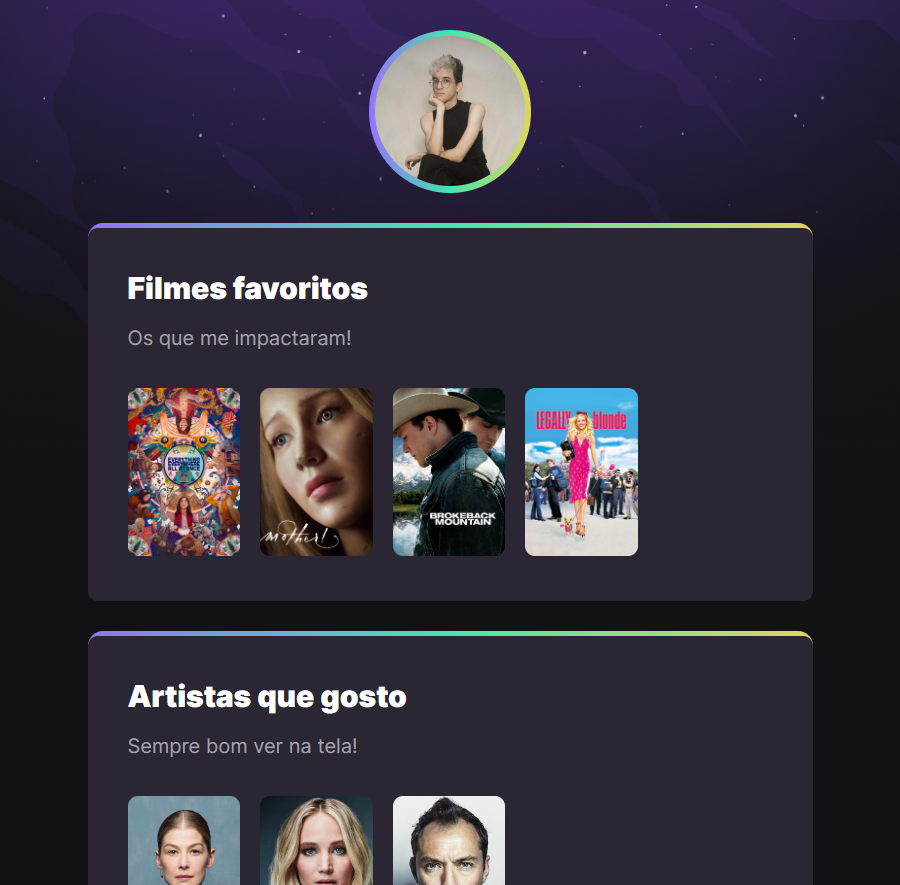 Filmes favoritos
Os que me impactaram!
EVERYTHING
EVERYWHERE
ALL AT ONCE
mother!
BROKEBACK
MOUNTAIN
LEGALLY blonde
Artistas que gosto
Sempre bom ver na tela!